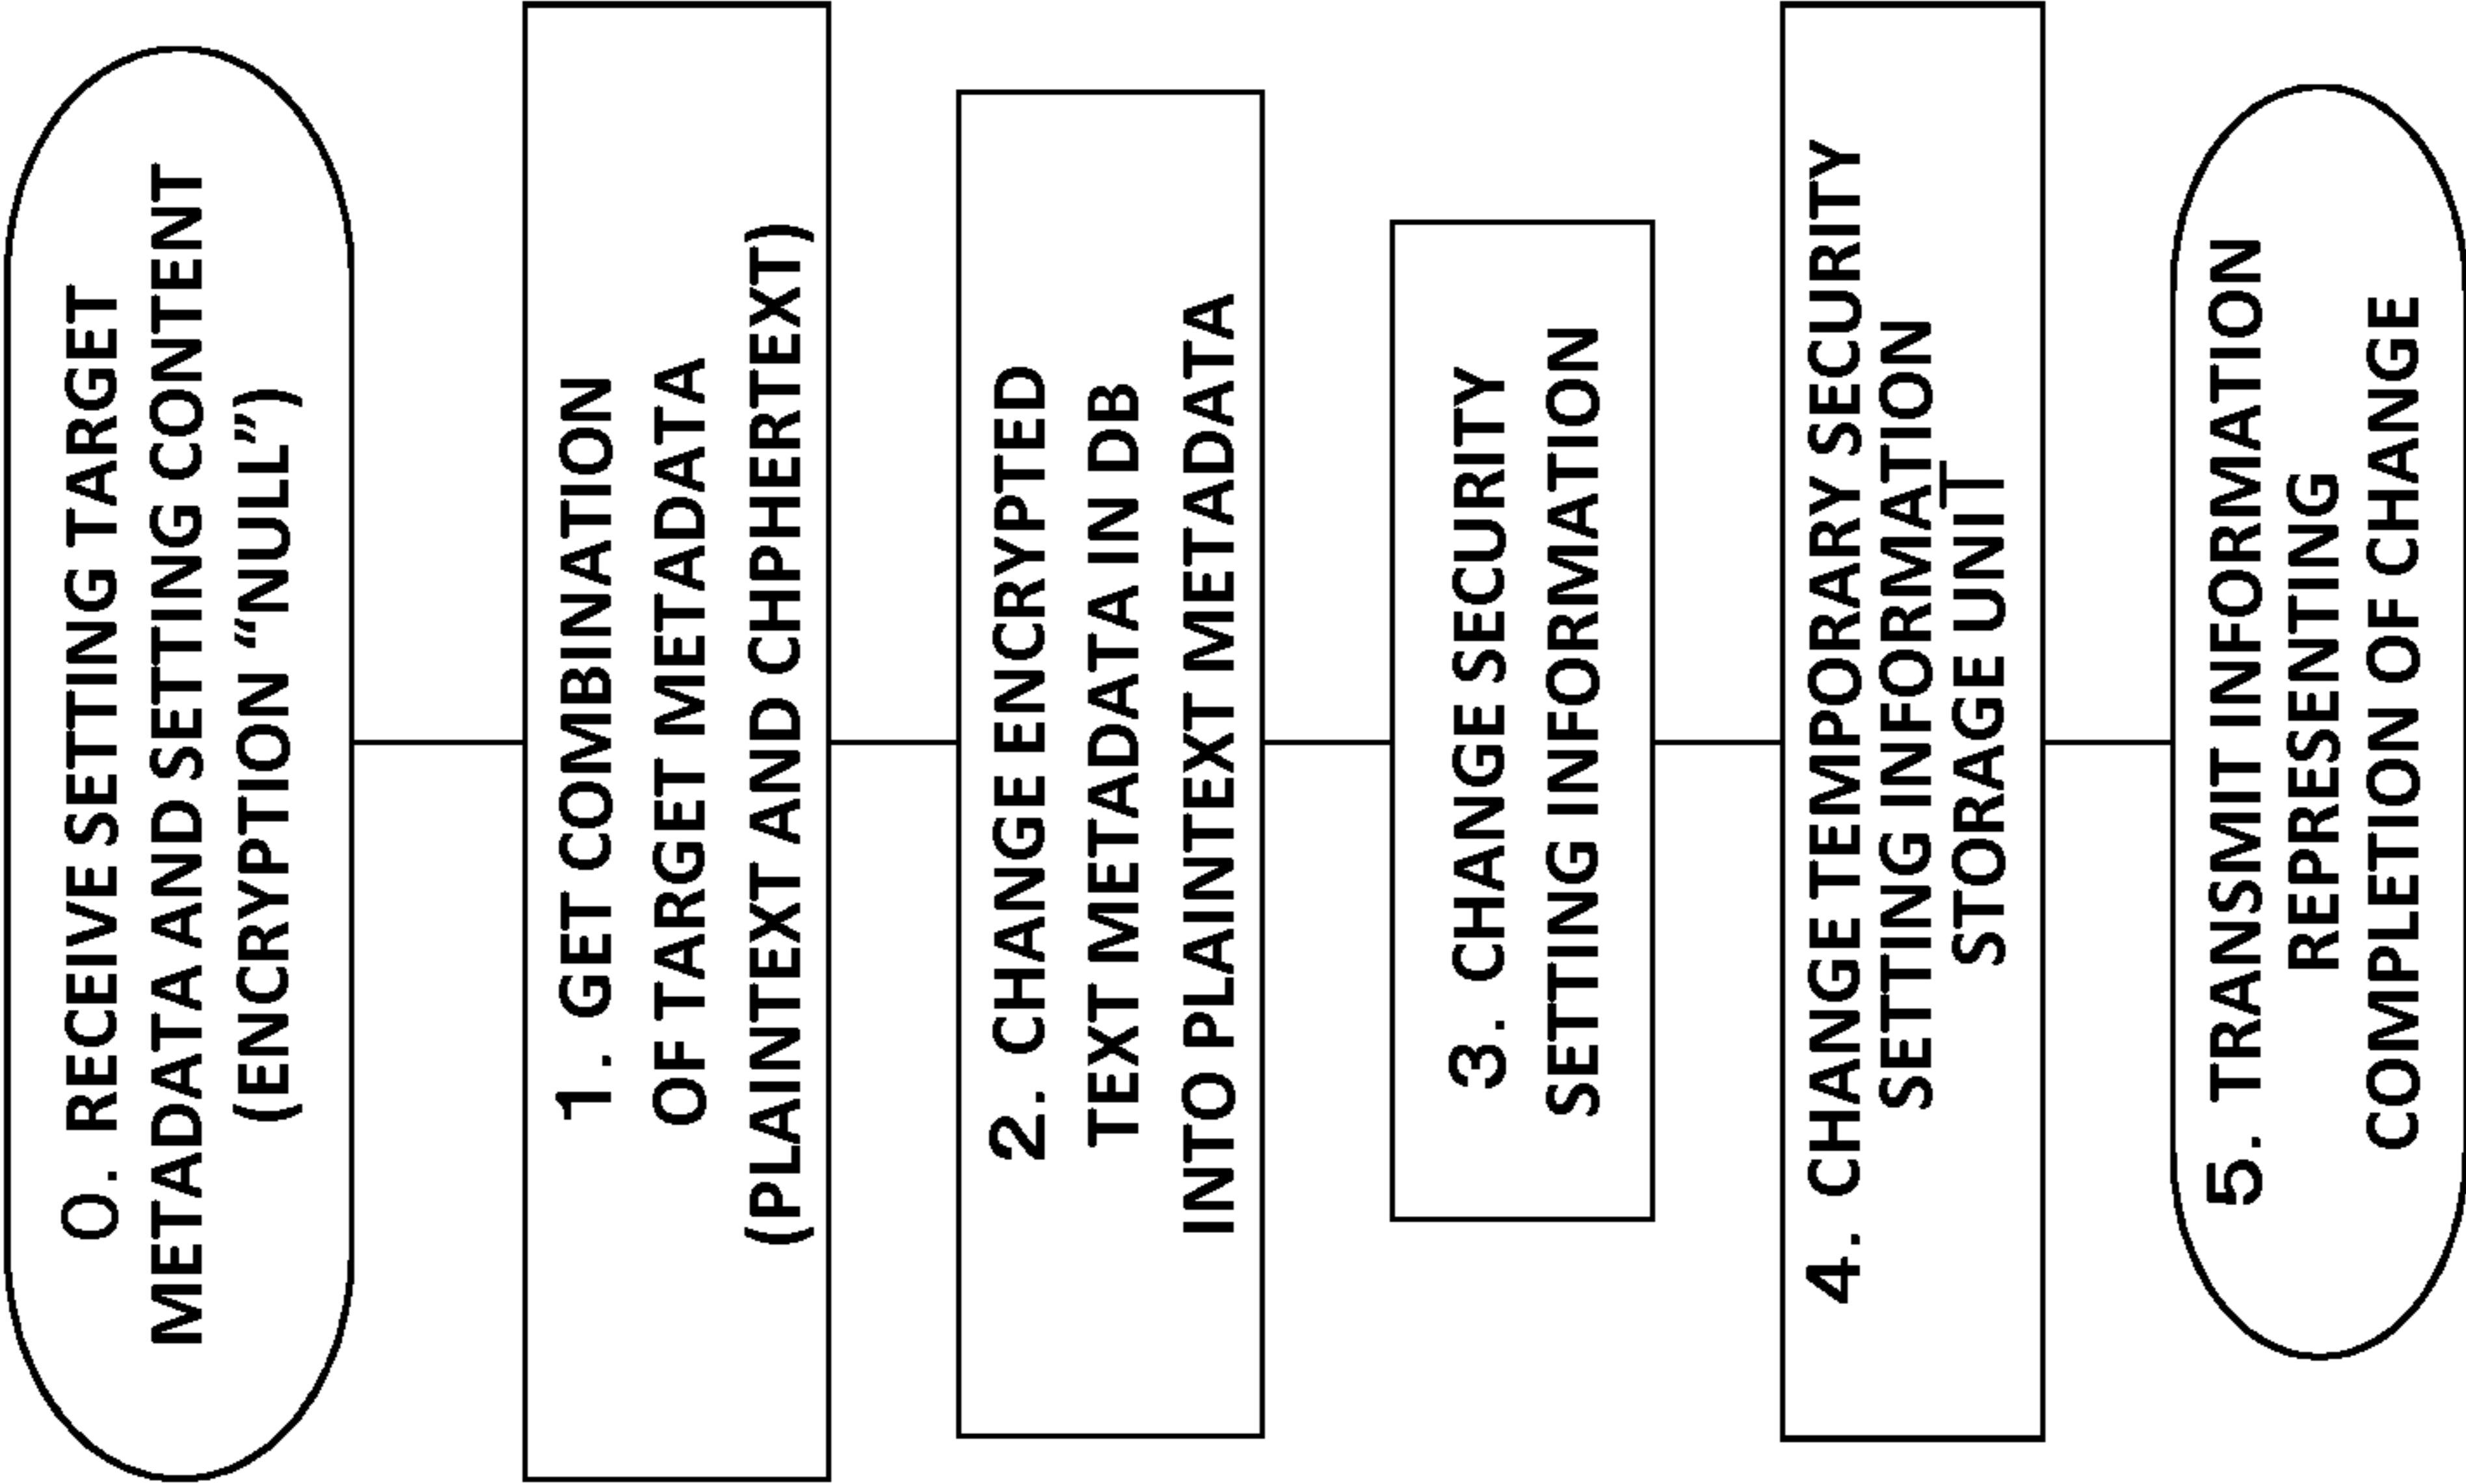 0. RECEIVE SETTING TARGET
METADATA AND SETTING CONTENT
(ENCRYPTION “NULL”)
1. GET COMBINATION
OF TARGET METADATA
(PLAINTEXT AND CHPHERTEXT)
2. CHANGE ENCRYPTED
TEXT METADATA IN DB
INTO PLAINTEXT METADATA
3. CHANGE SECURITY
SETTING INFORMATION
4. CHANGE TEMPORARY SECURITY
SETTING INFORMATION
STORAGE UNIT
5. TRANSMIT INFORMATION
REPRESENTING
COMPLETION OF CHANGE